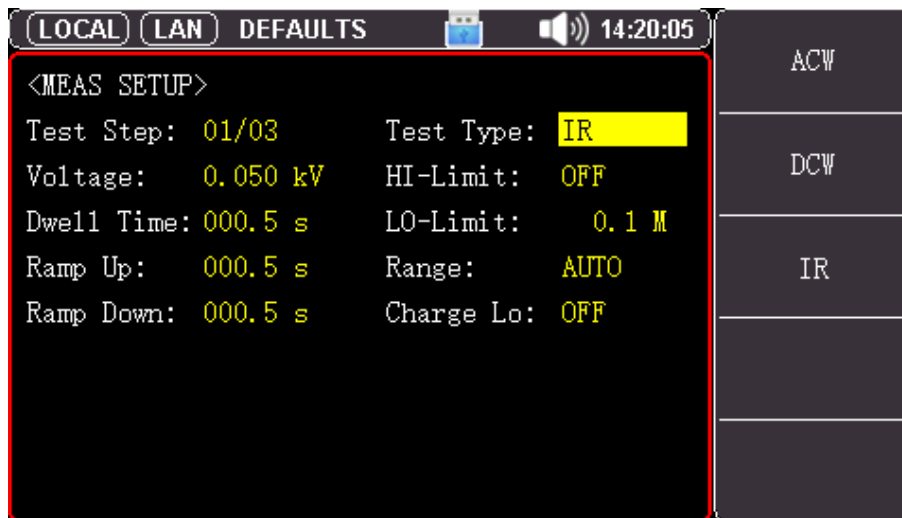 LOCAL LAN DEFAULTS 14:20:05
<MEAS SETUP>
Test Step: 01/03 Test Type: IR
Voltage: 0.050 kV HI-Limit: OFF
Dwell Time: 000.5 s LO-Limit: 0.1 M
Ramp Up: 000.5 s Range: AUTO
Ramp Down: 000.5 s Charge Lo: OFF
ACW
DCW
IR